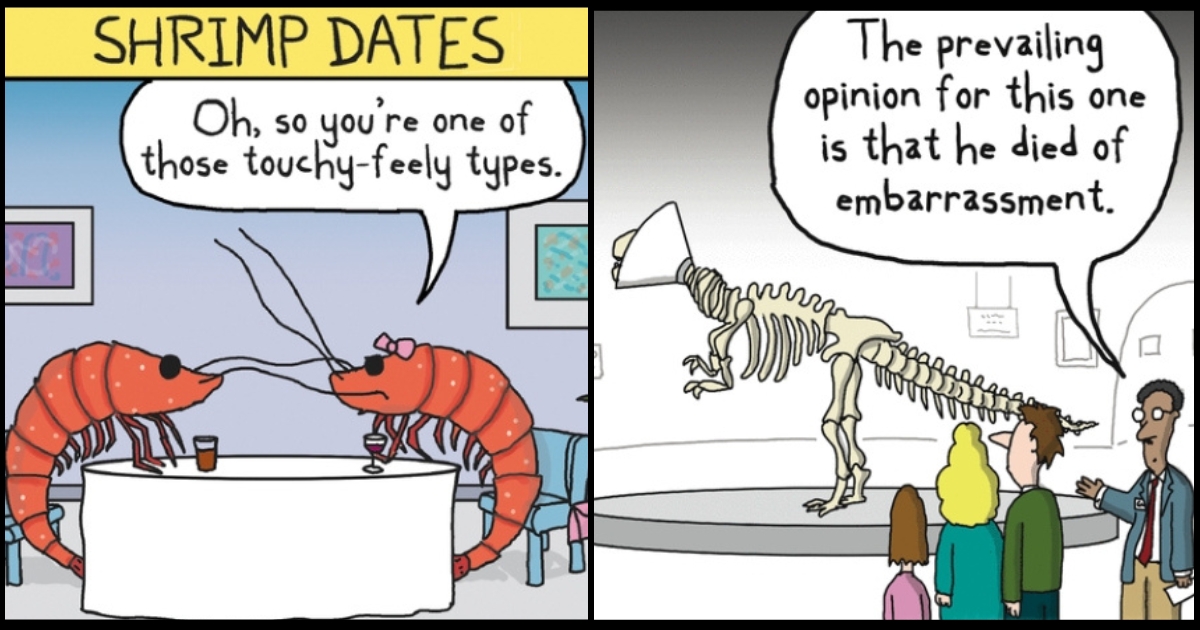 SHRIMP DATES
Oh, so you're one of
those touchy-feely types.
The prevailing
opinion for this one
is that he died of
embarrassment.